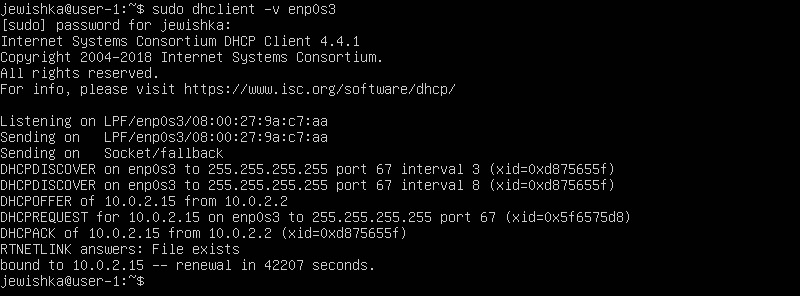 jewishka@user-1:~$ sudo dhclient -v enp0s3
[sudo] password for jewishka:
Internet Systems Consortium DHCP Client 4.4.1
Copyright 2004-2018 Internet Systems Consortium.
All rights reserved.
For info, please visit https://www.isc.org/software/dhcp/
Listening on LPF/enp0s3/08:00:27:9a:c7:aa
Sending on   LPF/enp0s3/08:00:27:9a:c7:aa
Sending on   Socket/fallback
DHCPDISCOVER on enp0s3 to 255.255.255.255 port 67 interval 3 (xid=0xd875655f)
DHCPDISCOVER on enp0s3 to 255.255.255.255 port 67 interval 8 (xid=0xd875655f)
DHCPOFFER of 10.0.2.15 from 10.0.2.2
DHCPREQUEST for 10.0.2.15 on enp0s3 to 255.255.255.255 port 67 (xid=0x5f6575d8)
DHCPACK of 10.0.2.15 from 10.0.2.2 (xid=0xd875655f)
RTNETLINK answers: File exists
bound to 10.0.2.15 -- renewal in 42207 seconds.
jewishka@user-1:~$